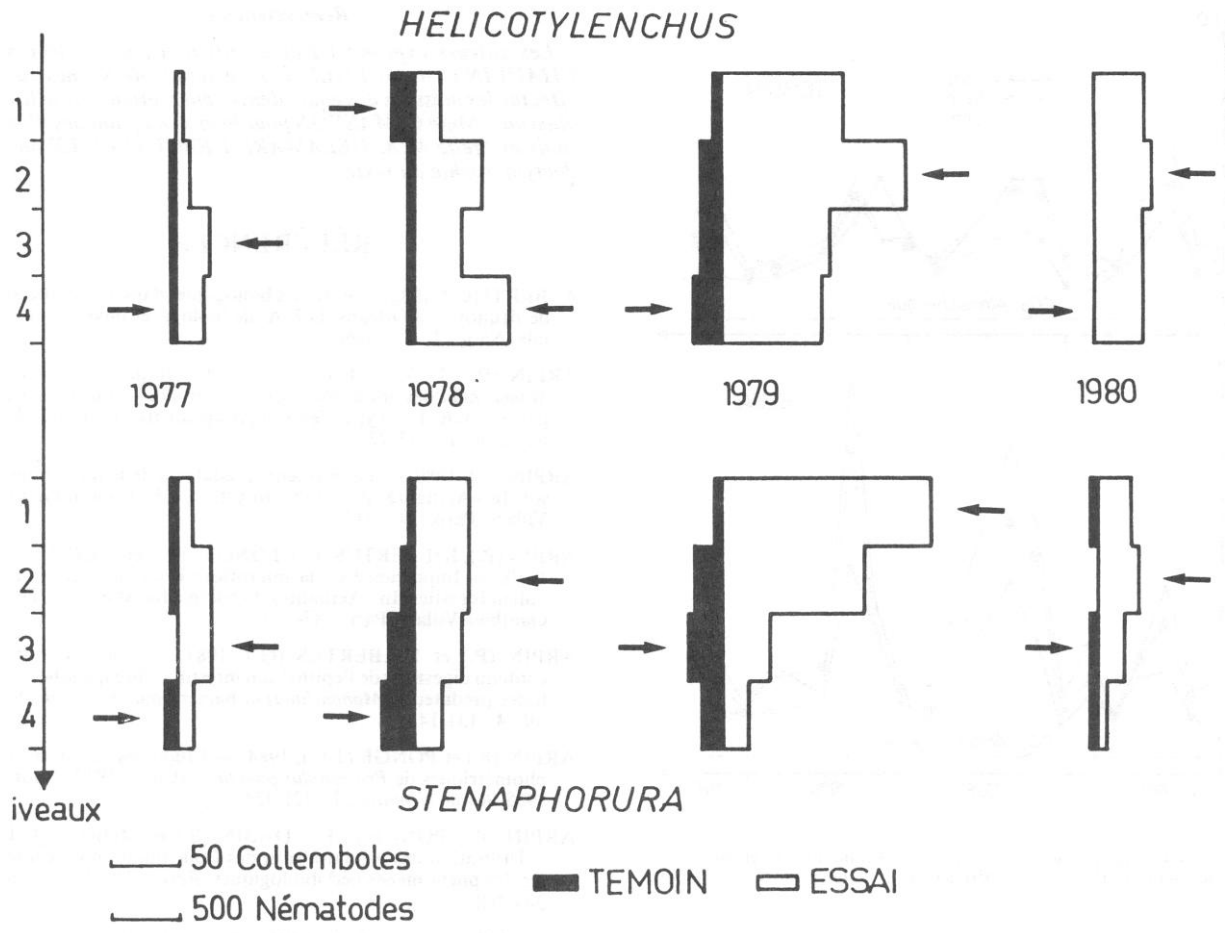 HELICOTYLENCHUS
1
2
3
4
1977
1978
1979
1980
1
2
3
4
iveaux
STENAPHORURA
50 Collemboles
500 Nématodes
TEMOIN
ESSAI